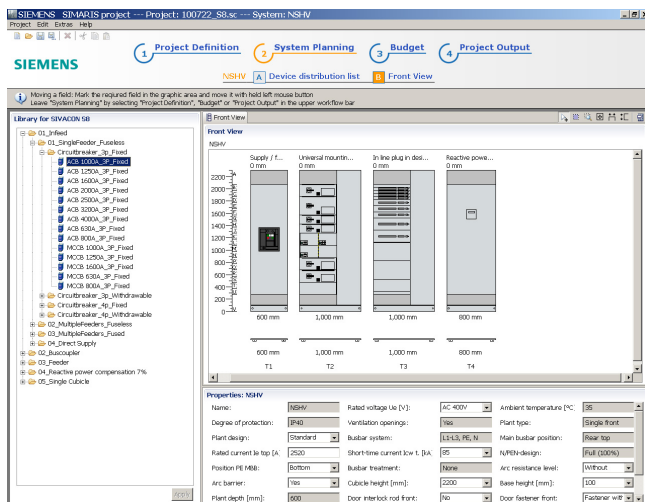 SIEMENS SIMARIS project --- Project: 100722_S8.sc --- System: NSHV
Project Edit Extras Help
SIEMENS
1 Project Definition 2 System Planning 3 Budget 4 Project Output
NSHV A Device distribution list B Front View
Moving a field: Mark the required field in the graphic area and move it with held left mouse button
Leave "System Planning" by selecting "Project Definition", "Budget" or "Project Output" in the upper workflow bar
Library for SIVACON S8
01_Infeed
01_SingleFeeder_Fuseless
Circuitbreaker_3p_Fixed
ACB 1000A_3P_Fixed
ACB 1250A_3P_Fixed
ACB 1600A_3P_Fixed
ACB 2000A_3P_Fixed
ACB 2500A_3P_Fixed
ACB 3200A_3P_Fixed
ACB 4000A_3P_Fixed
ACB 630A_3P_Fixed
ACB 800A_3P_Fixed
MCCB 1000A_3P_Fixed
MCCB 1250A_3P_Fixed
MCCB 1600A_3P_Fixed
MCCB 630A_3P_Fixed
MCCB 800A_3P_Fixed
Circuitbreaker_3p_Withdrawable
Circuitbreaker_4p_Fixed
Circuitbreaker_4p_Withdrawable
02_MultipleFeeders_Fuseless
03_MultipleFeeders_Fused
04_Direct Supply
02_Buscoupler
03_Feeder
04_Reactive power compensation 7%
05_Single Cubicle
Apply
Front View
Front View
NSHV
Supply / f... Universal mountin... In line plug in desi... Reactive powe...
0 mm 0 mm 0 mm 0 mm
2200
2000
1800
1600
1400
1200
1000
800
600
400
200
0
600 mm 1,000 mm 1,000 mm 800 mm
600 mm 1,000 mm 1,000 mm 800 mm
T1 T2 T3 T4
Properties: NSHV
Name: NSHV Rated voltage Ue [V]: AC 400V Ambient temperature [°C] 35
Degree of protection: IP40 Ventilation openings: Yes Plant type: Single front
Plant design: Standard Busbar system: L1-L3, PE, N Main busbar position: Rear top
Rated current Ie top [A] 2520 Short-time current Icw t. [kA] 85 N/PEN-design: Full (100%)
Position PE MBB: Bottom Busbar treatment: None Arc resistance level: Without
Arc barrier: Yes Cubicle height [mm]: 2200 Base height [mm]: 100
Plant depth [mm]: 600 Door interlock rod front: No Door fastener front: Fastener with